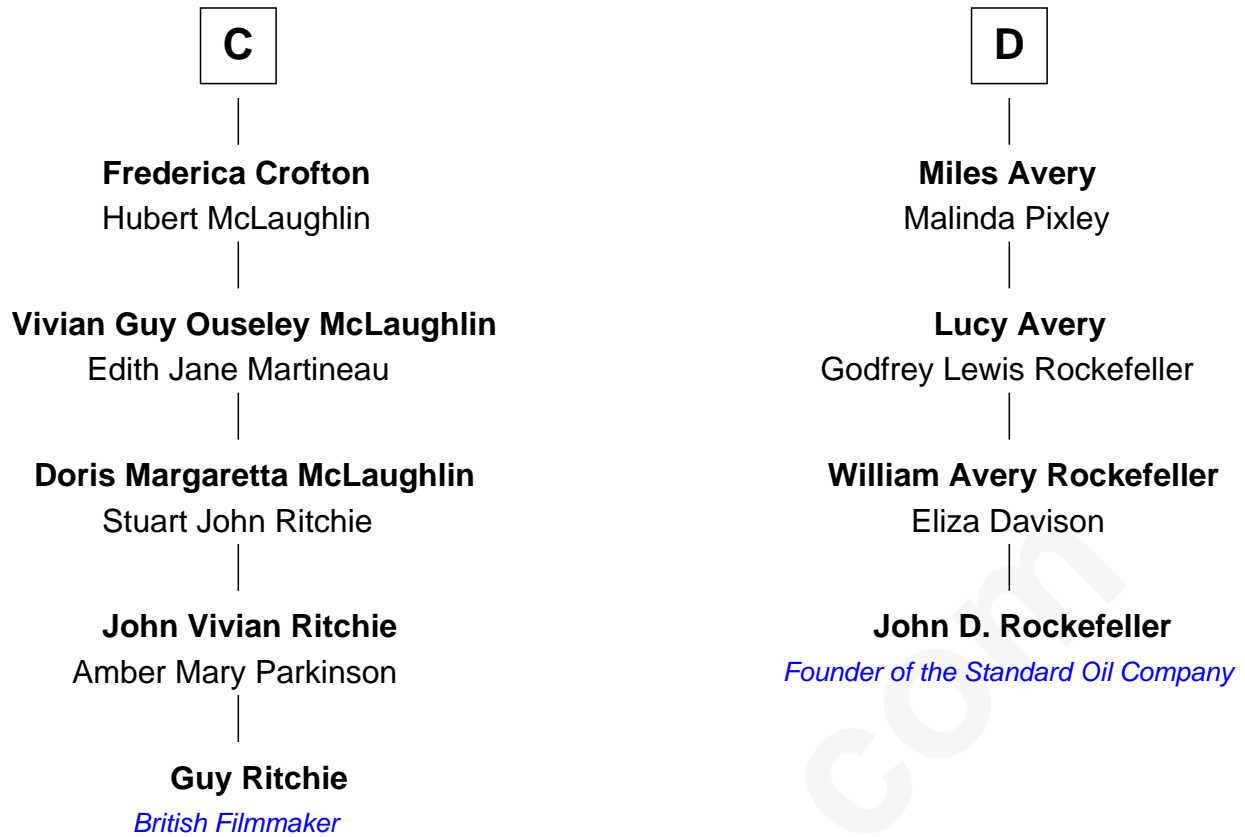 C
Frederica Crofton
Hubert McLaughlin
Vivian Guy Ouseley McLaughlin
Edith Jane Martineau
Doris Margaretta McLaughlin
Stuart John Ritchie
John Vivian Ritchie
Amber Mary Parkinson
Guy Ritchie
British Filmmaker
D
Miles Avery
Malinda Pixley
Lucy Avery
Godfrey Lewis Rockefeller
William Avery Rockefeller
Eliza Davison
John D. Rockefeller
Founder of the Standard Oil Company
com